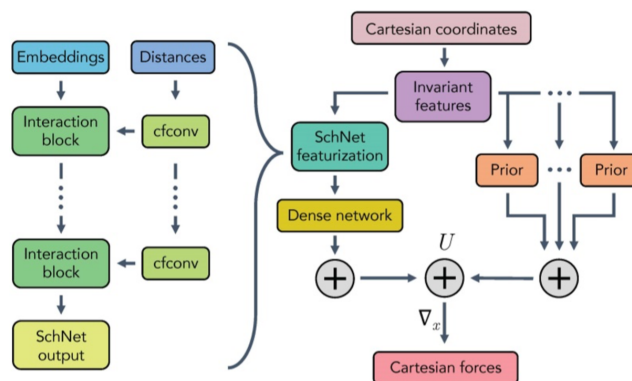 Embeddings
Distances
Interaction
block
cfconv
Interaction
block
cfconv
SchNet
output
Cartesian coordinates
Invariant
features
SchNet
featurization
Dense network
Prior
Prior
+
U
+
+
∇x
Cartesian forces